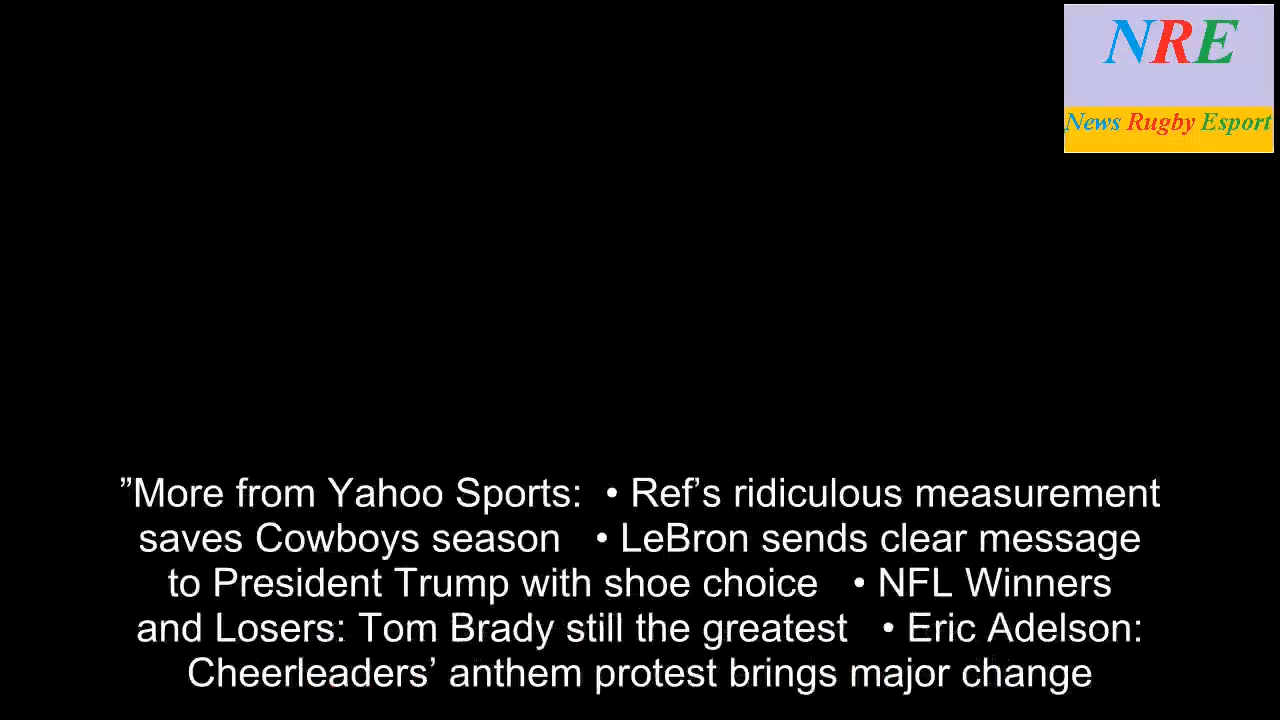 NRE
News Rugby Esport
”More from Yahoo Sports:  • Ref’s ridiculous measurement
saves Cowboys season   • LeBron sends clear message
to President Trump with shoe choice   • NFL Winners
and Losers: Tom Brady still the greatest   • Eric Adelson:
Cheerleaders’ anthem protest brings major change